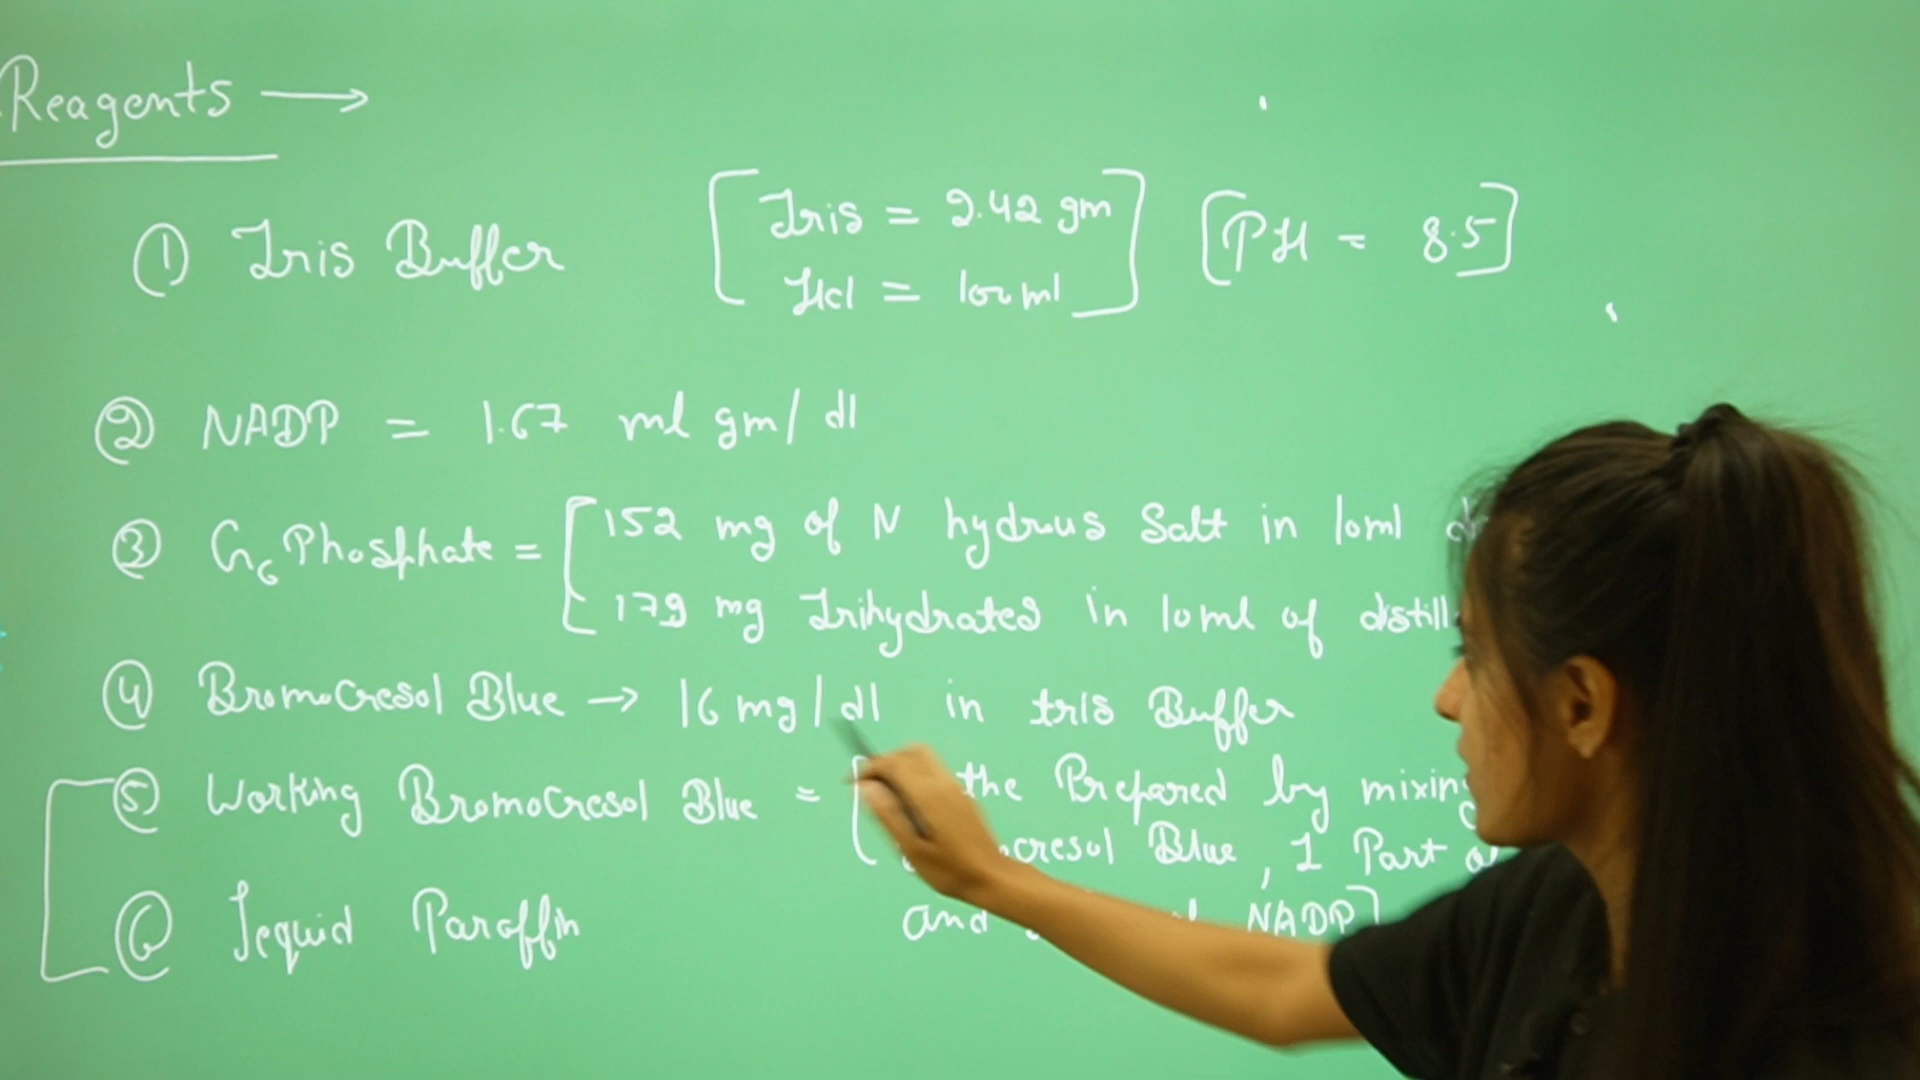 Reagents →
① Tris Buffer [Tris = 2.42 gm
Hcl = 100 ml] [PH = 8.5]
② NADP = 1.67 ml gm/dl
③ G6 Phosphate = [152 mg of N hydrous Salt in 10ml
179 mg Trihydrated in 10ml of distill
④ BromoCresol Blue → 16 mg/dl in tris Buffer
⑤ Working BromoCresol Blue = [ the Prepared by mixing
cresol Blue, 1 Part
and NADP]
⑥ Lequid Paraffin